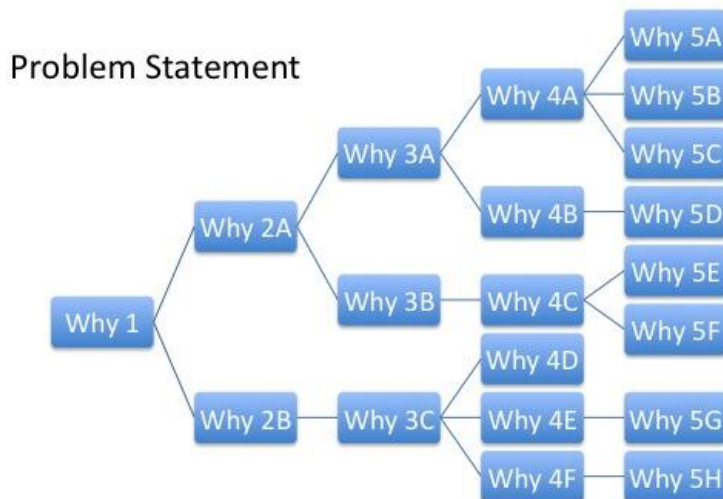 Problem Statement
Why 1
Why 2A
Why 2B
Why 3A
Why 3B
Why 3C
Why 4A
Why 4B
Why 4C
Why 4D
Why 4E
Why 4F
Why 5A
Why 5B
Why 5C
Why 5D
Why 5E
Why 5F
Why 5G
Why 5H